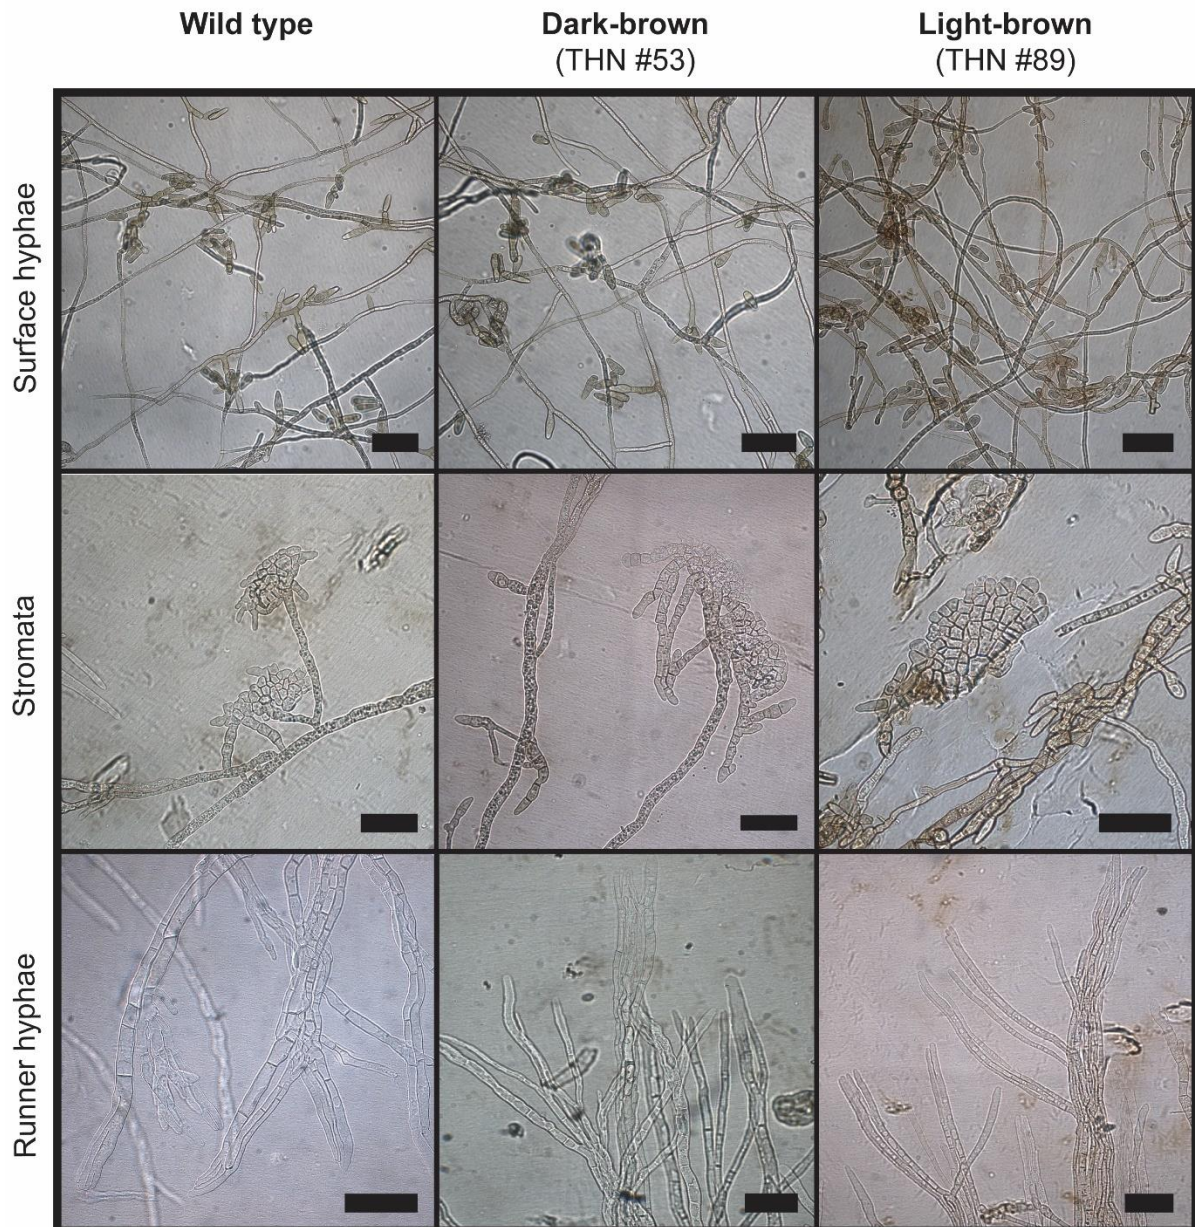 Wild type
Dark-brown
(THN #53)
Light-brown
(THN #89)
Surface hyphae
Stromata
Runner hyphae